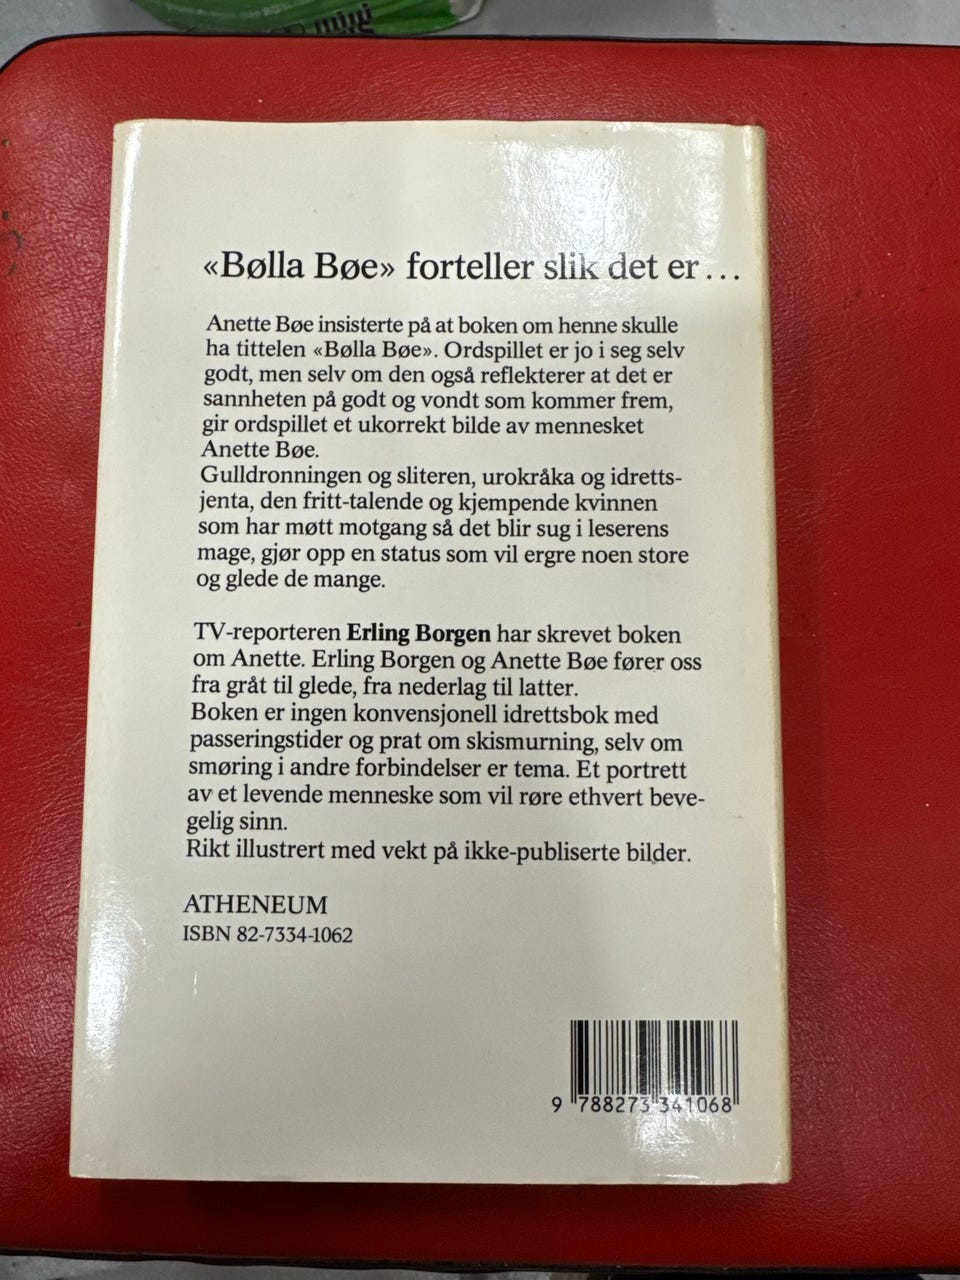 mini
«Bølla Bøe» forteller slik det er...
Anette Bøe insisterte på at boken om henne skulle
ha tittelen «Bølla Bøe». Ordspillet er jo i seg selv
godt, men selv om den også reflekterer at det er
sannheten på godt og vondt som kommer frem,
gir ordspillet et ukorrekt bilde av mennesket
Anette Bøe.
Gulldronningen og sliteren, urokråka og idretts-
jenta, den fritt-talende og kjempende kvinnen
som har møtt motgang så det blir sug i leserens
mage, gjør opp en status som vil ergre noen store
og glede de mange.
TV-reporteren Erling Borgen har skrevet boken
om Anette. Erling Borgen og Anette Bøe fører oss
fra gråt til glede, fra nederlag til latter.
Boken er ingen konvensjonell idrettsbok med
passeringstider og prat om skismurning, selv om
smøring i andre forbindelser er tema. Et portrett
av et levende menneske som vil røre ethvert beve-
gelig sinn.
Rikt illustrert med vekt på ikke-publiserte bilder.
ATHENEUM
ISBN 82-7334-1062
9 788273 341068